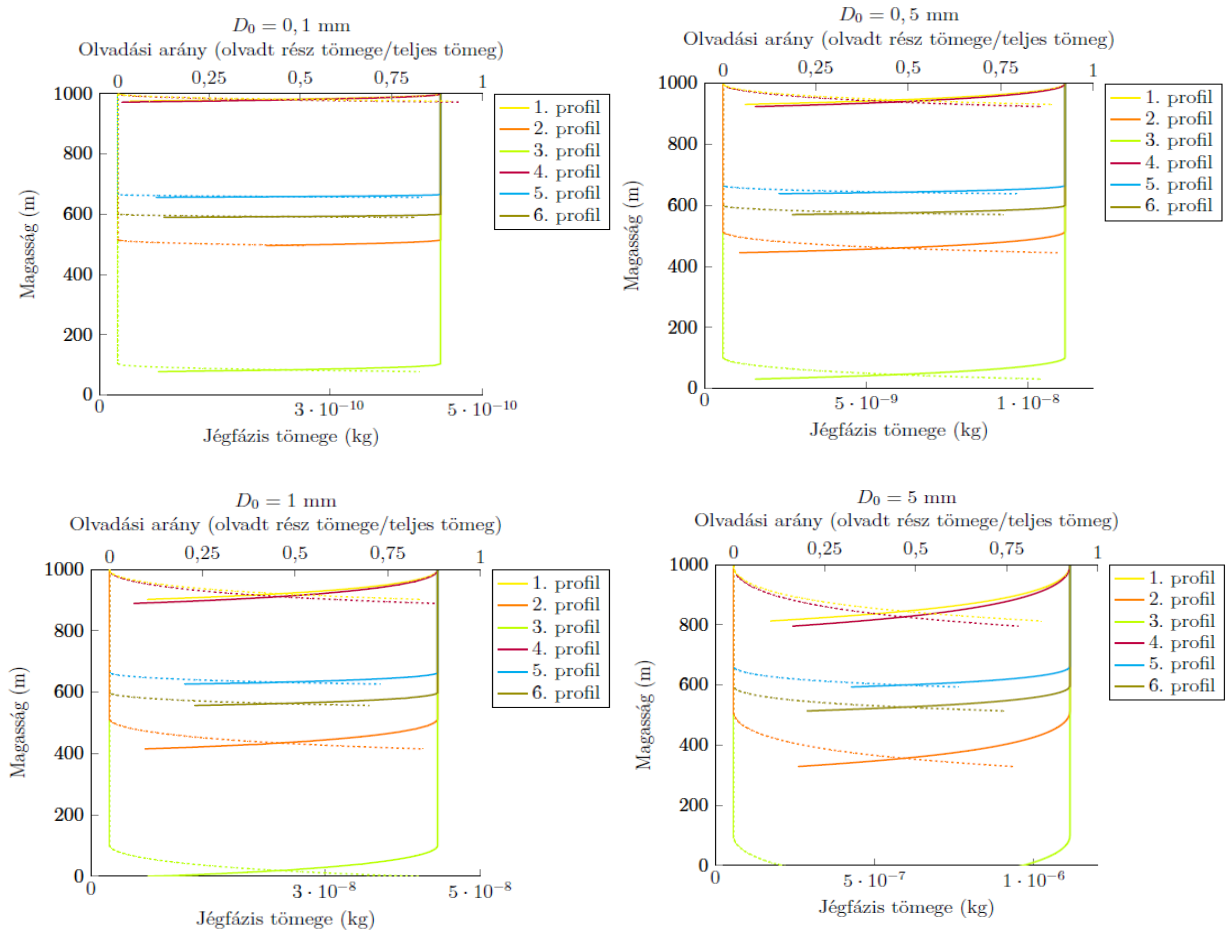 D₀ = 0,1 mm
Olvadási arány (olvadt rész tömege/teljes tömeg)
0 0,25 0,5 0,75 1
1000
800
600
400
200
0
Magasság (m)
0 3 · 10⁻¹⁰ 5 · 10⁻¹⁰
Jégfázis tömege (kg)
1. profil
2. profil
3. profil
4. profil
5. profil
6. profil
D₀ = 0,5 mm
Olvadási arány (olvadt rész tömege/teljes tömeg)
0 0,25 0,5 0,75 1
1000
800
600
400
200
0
Magasság (m)
0 5 · 10⁻⁹ 1 · 10⁻⁸
Jégfázis tömege (kg)
1. profil
2. profil
3. profil
4. profil
5. profil
6. profil
D₀ = 1 mm
Olvadási arány (olvadt rész tömege/teljes tömeg)
0 0,25 0,5 0,75 1
1000
800
600
400
200
0
Magasság (m)
0 3 · 10⁻⁸ 5 · 10⁻⁸
Jégfázis tömege (kg)
1. profil
2. profil
3. profil
4. profil
5. profil
6. profil
D₀ = 5 mm
Olvadási arány (olvadt rész tömege/teljes tömeg)
0 0,25 0,5 0,75 1
1000
800
600
400
200
0
Magasság (m)
0 5 · 10⁻⁷ 1 · 10⁻⁶
Jégfázis tömege (kg)
1. profil
2. profil
3. profil
4. profil
5. profil
6. profil